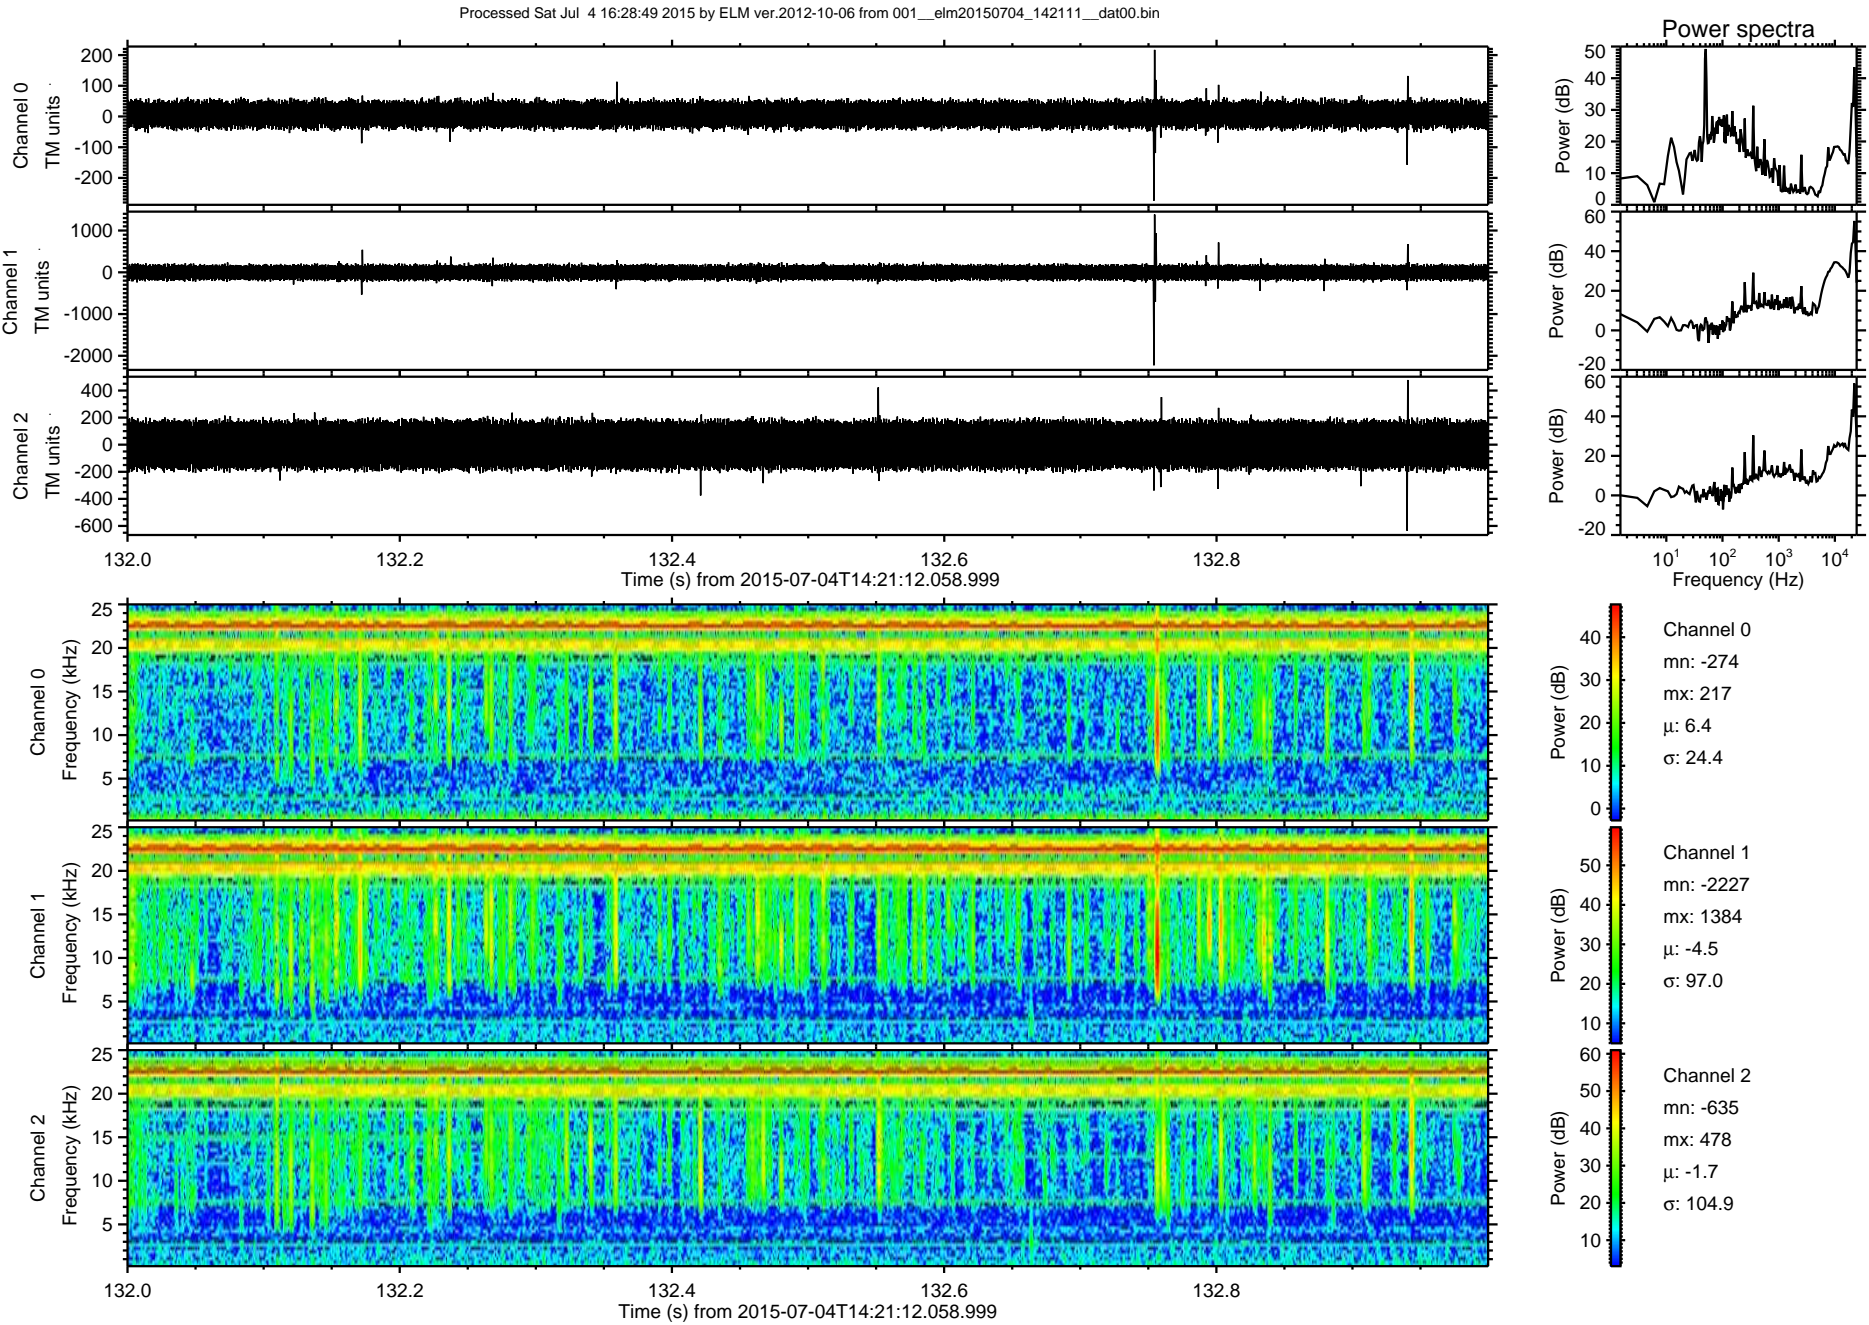 Processed Sat Jul  4 16:28:49 2015 by ELM ver.2012-10-06 from 001__elm20150704_142111__dat00.bin
Power spectra
Channel 0
TM units
200
100
0
-100
-200
Power (dB)
50
40
30
20
10
0
Channel 1
TM units
1000
0
-1000
-2000
Power (dB)
60
40
20
0
-20
Channel 2
TM units
400
200
0
-200
-400
-600
Power (dB)
60
40
20
0
-20
132.0 132.2 132.4 132.6 132.8
Time (s) from 2015-07-04T14:21:12.058.999
10^1 10^2 10^3 10^4
Frequency (Hz)
Channel 0
Frequency (kHz)
25
20
15
10
5
Power (dB)
40
30
20
10
0
Channel 0
mn: -274
mx: 217
μ: 6.4
σ: 24.4
Channel 1
Frequency (kHz)
25
20
15
10
5
Power (dB)
50
40
30
20
10
Channel 1
mn: -2227
mx: 1384
μ: -4.5
σ: 97.0
Channel 2
Frequency (kHz)
25
20
15
10
5
Power (dB)
60
50
40
30
20
10
Channel 2
mn: -635
mx: 478
μ: -1.7
σ: 104.9
132.0 132.2 132.4 132.6 132.8
Time (s) from 2015-07-04T14:21:12.058.999